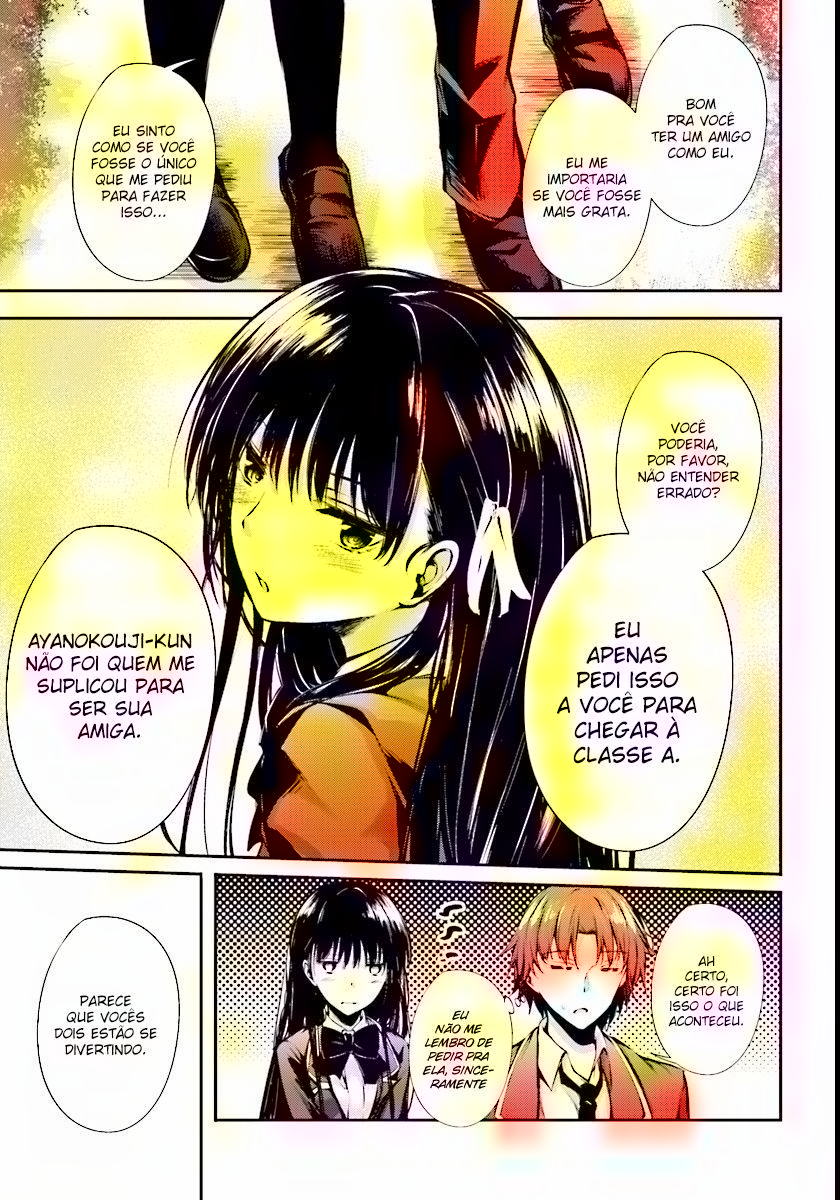 BOM
PRA VOCÊ
TER UM AMIGO
COMO EU.
EU ME
IMPORTARIA
SE VOCÊ FOSSE
MAIS GRATA.
EU SINTO
COMO SE VOCÊ
FOSSE O ÚNICO
QUE ME PEDIU
PARA FAZER
ISSO...
VOCÊ
PODERIA,
POR FAVOR,
NÃO ENTENDER
ERRADO?
EU
APENAS
PEDI ISSO
A VOCÊ PARA
CHEGAR À
CLASSE A.
AYANOKOUJI-KUN
NÃO FOI QUEM ME
SUPLICOU PARA
SER SUA
AMIGA.
AH
CERTO,
CERTO FOI
ISSO O QUE
ACONTECEU.
EU
NÃO ME
LEMBRO DE
PEDIR PRA
ELA, SINCE-
RAMENTE
PARECE
QUE VOCÊS
DOIS ESTÃO SE
DIVERTINDO.